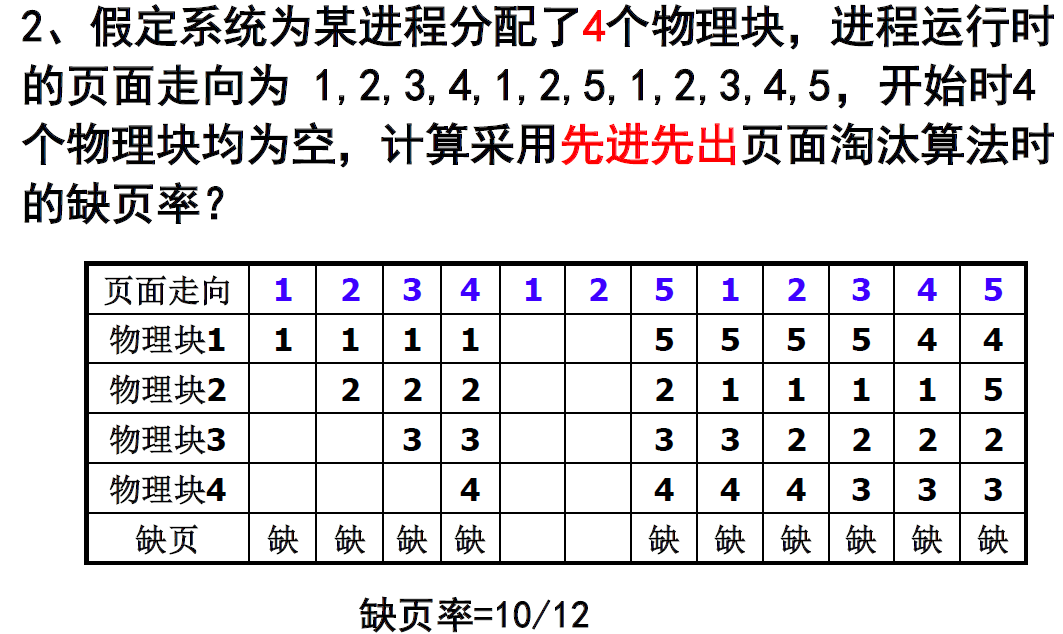 2、假定系统为某进程分配了4个物理块，进程运行时
的页面走向为 1,2,3,4,1,2,5,1,2,3,4,5，开始时4
个物理块均为空，计算采用先进先出页面淘汰算法时
的缺页率？
页面走向 1 2 3 4 1 2 5 1 2 3 4 5
物理块1 1 1 1 1 5 5 5 5 4 4
物理块2 2 2 2 2 1 1 1 1 5
物理块3 3 3 3 3 2 2 2 2
物理块4 4 4 4 4 3 3 3
缺页 缺 缺 缺 缺 缺 缺 缺 缺 缺 缺
缺页率=10/12